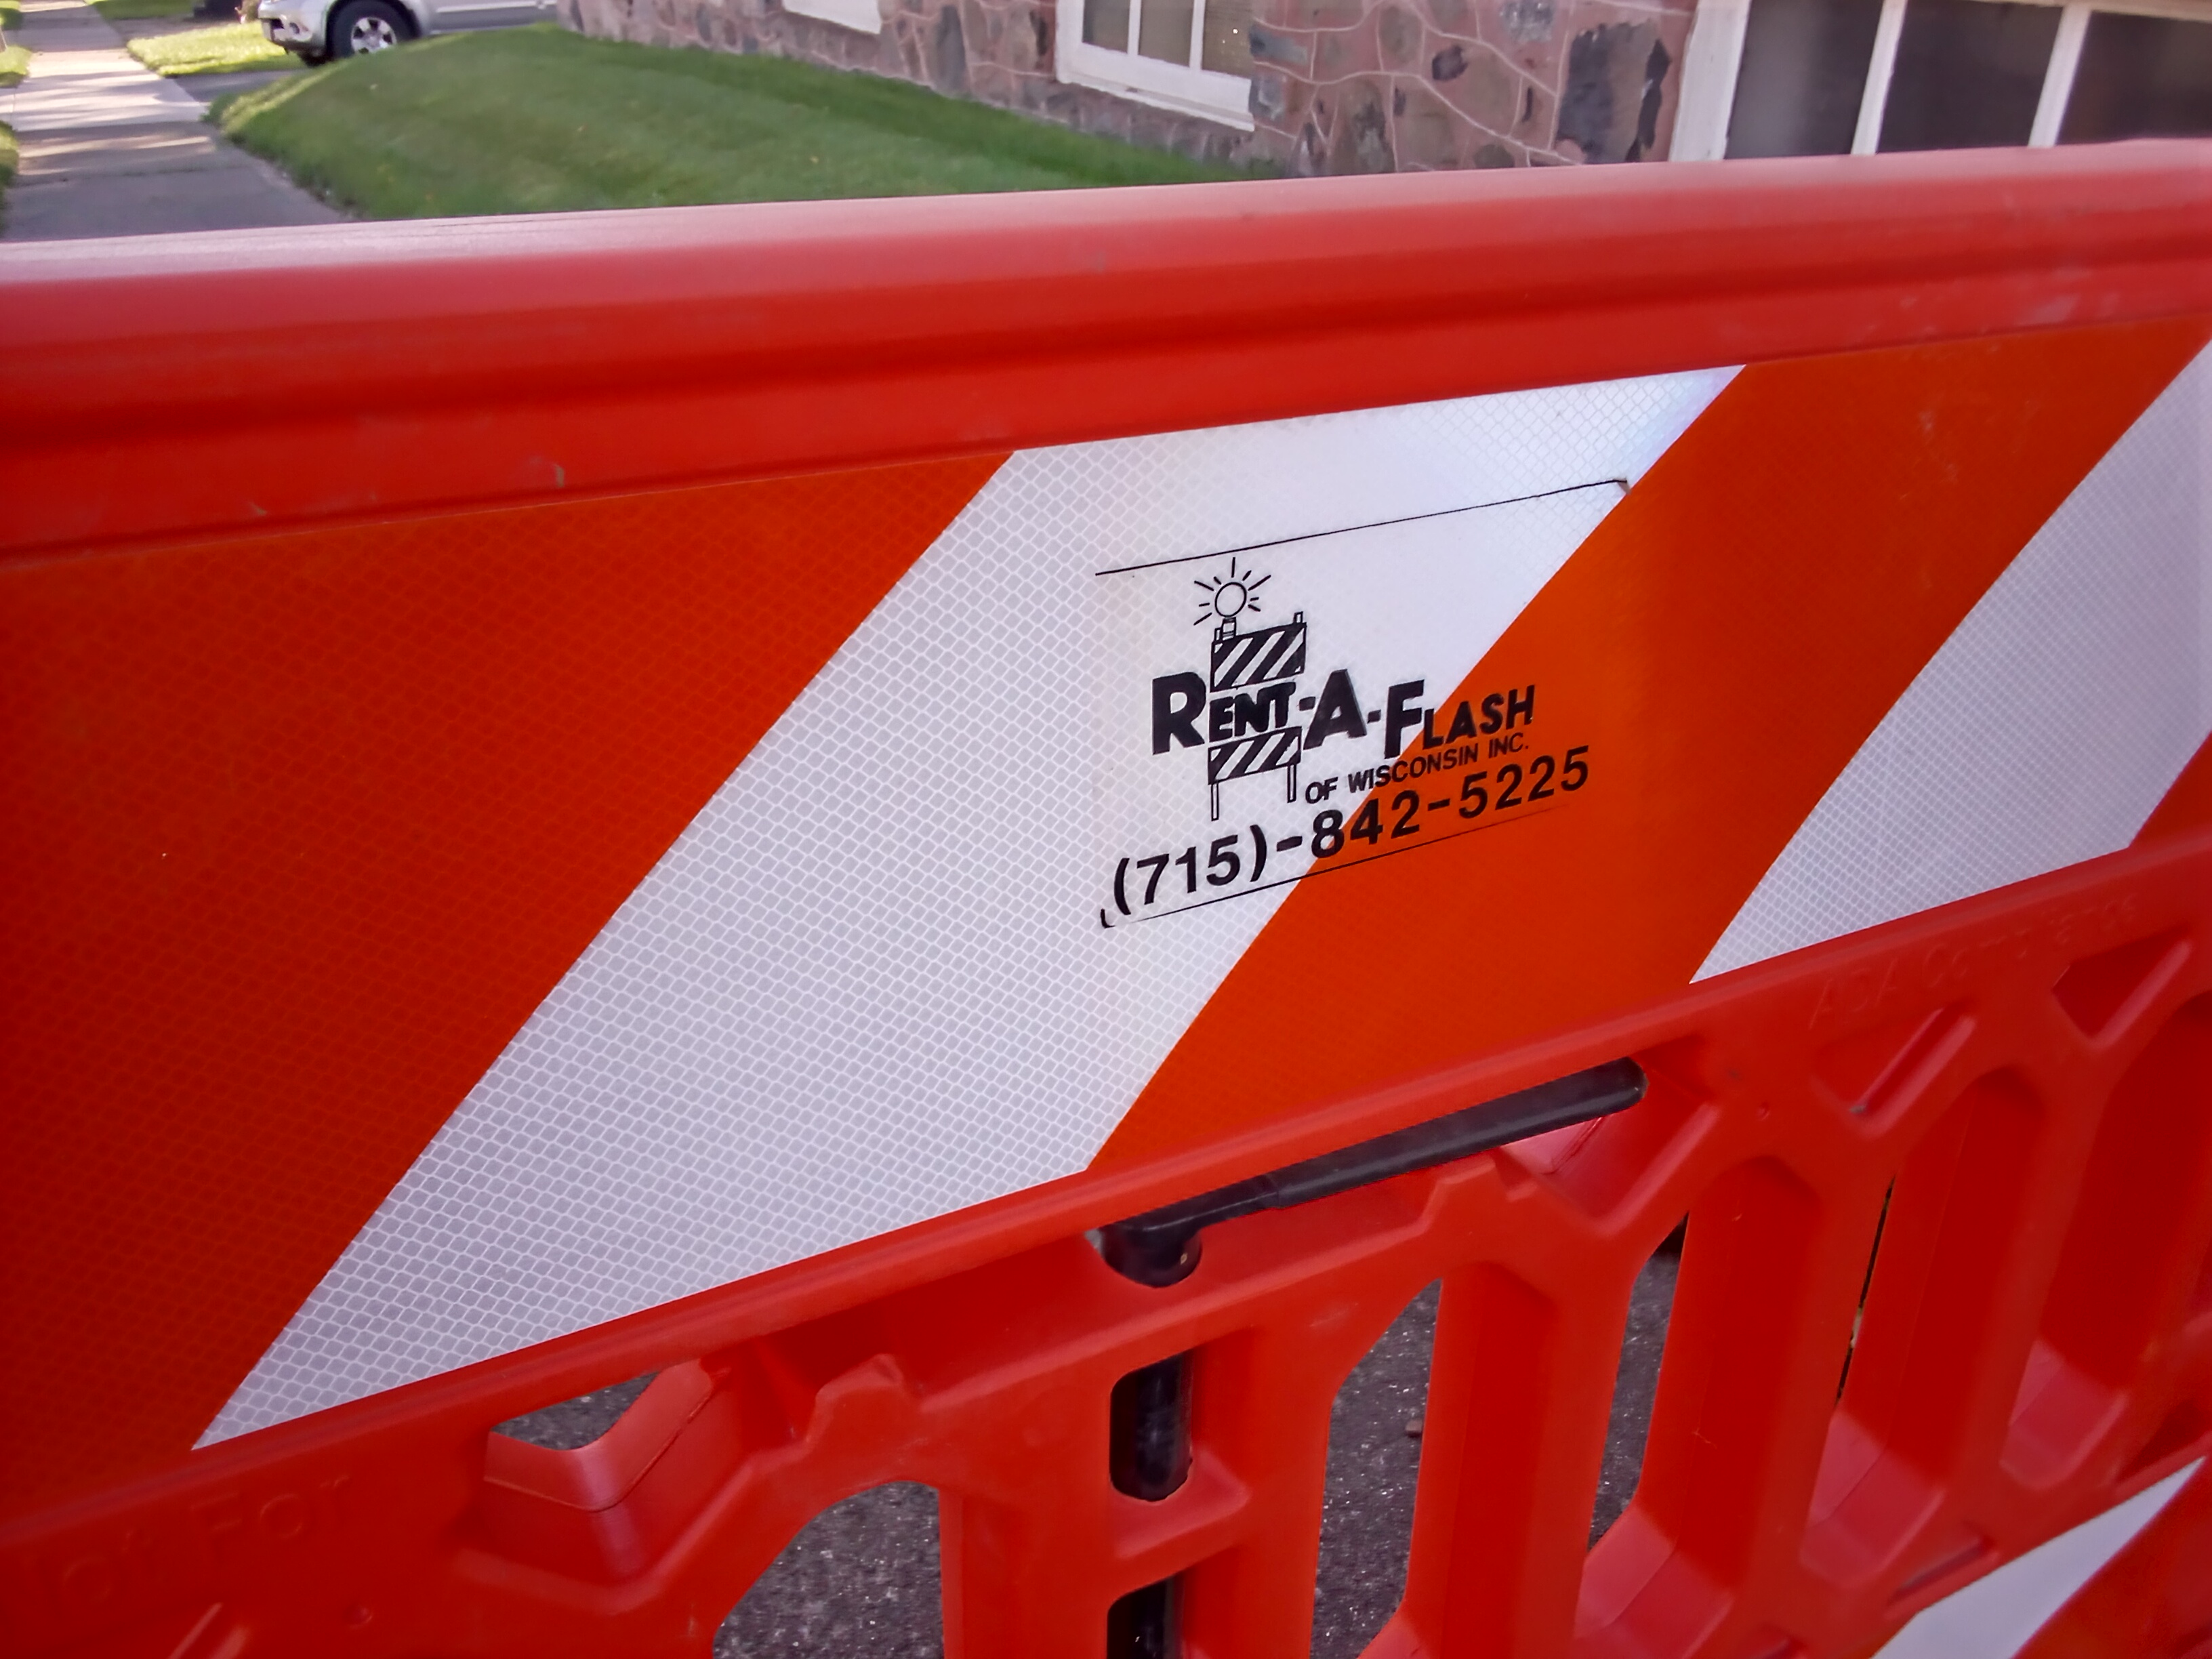 RENT-A-FLASH
OF WISCONSIN INC.
(715)-842-5225